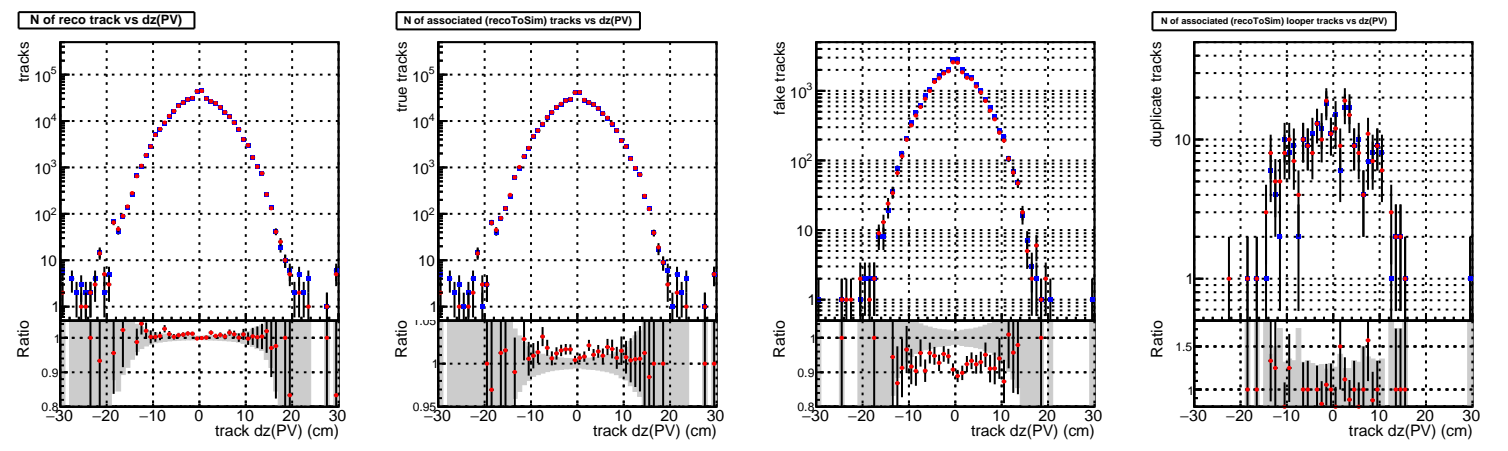 N of reco track vs dz(PV)
tracks
10^5
10^4
10^3
10^2
10
1
Ratio
1
0.9
0.8
−30 −20 −10 0 10 20 30
track dz(PV) (cm)
N of associated (recoToSim) tracks vs dz(PV)
true tracks
10^5
10^4
10^3
10^2
10
1
Ratio
1.05
1
0.95
−30 −20 −10 0 10 20 30
track dz(PV) (cm)
fake tracks
10^3
10^2
10
1
Ratio
1
0.9
0.8
−30 −20 −10 0 10 20 30
track dz(PV) (cm)
N of associated (recoToSim) looper tracks vs dz(PV)
duplicate tracks
10
1
Ratio
1.5
1
−30 −20 −10 0 10 20 30
track dz(PV) (cm)